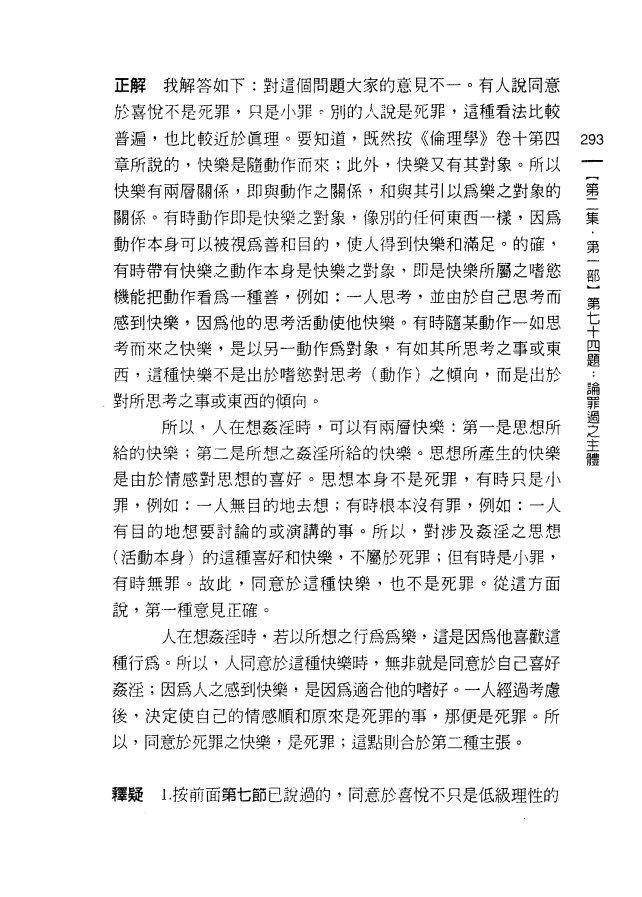 正解　我解答如下：對這個問題大家的意見不一。有人說同意
於喜悅不是死罪，只是小罪。別的人說是死罪，這種看法比較
普遍，也比較近於眞理。要知道，既然按《倫理學》卷十第四
章所說的，快樂是隨動作而來；此外，快樂又有其對象。所以
快樂有兩層關係，即與動作之關係，和與其引以爲樂之對象的
關係。有時動作即是快樂之對象，像別的任何東西一樣，因爲
動作本身可以被視爲善和目的，使人得到快樂和滿足。的確，
有時帶有快樂之動作本身是快樂之對象，即是快樂所屬之嗜慾
機能把動作看爲一種善，例如：一人思考，並由於自己思考而
感到快樂，因爲他的思考活動使他快樂。有時隨某動作—如思
考而來之快樂，是以另一動作爲對象，有如其所思考之事或東
西，這種快樂不是出於嗜慾對思考（動作）之傾向，而是出於
對所思考之事或東西的傾向。
所以，人在想姦淫時，可以有兩層快樂：第一是思想所
給的快樂；第二是所想之姦淫所給的快樂。思想所產生的快樂
是由於情感對思想的喜好。思想本身不是死罪，有時只是小
罪，例如：一人無目的地去想；有時根本沒有罪，例如：一人
有目的地想要討論的或演講的事。所以，對涉及姦淫之思想
（活動本身）的這種喜好和快樂，不屬於死罪；但有時是小罪，
有時無罪。故此，同意於這種快樂，也不是死罪。從這方面
說，第一種意見正確。
人在想姦淫時，若以所想之行爲爲樂，這是因爲他喜歡這
種行爲。所以，人同意於這種快樂時，無非就是同意於自己喜好
姦淫；因爲人之感到快樂，是因爲適合他的嗜好。一人經過考慮
後，決定使自己的情感順和原來是死罪的事，那便是死罪。所
以，同意於死罪之快樂，是死罪；這點則合於第二種主張。
釋疑　1.按前面第七節已說過的，同意於喜悅不只是低級理性的
293
【第二集．第一部】第七十四題：論罪過之主體